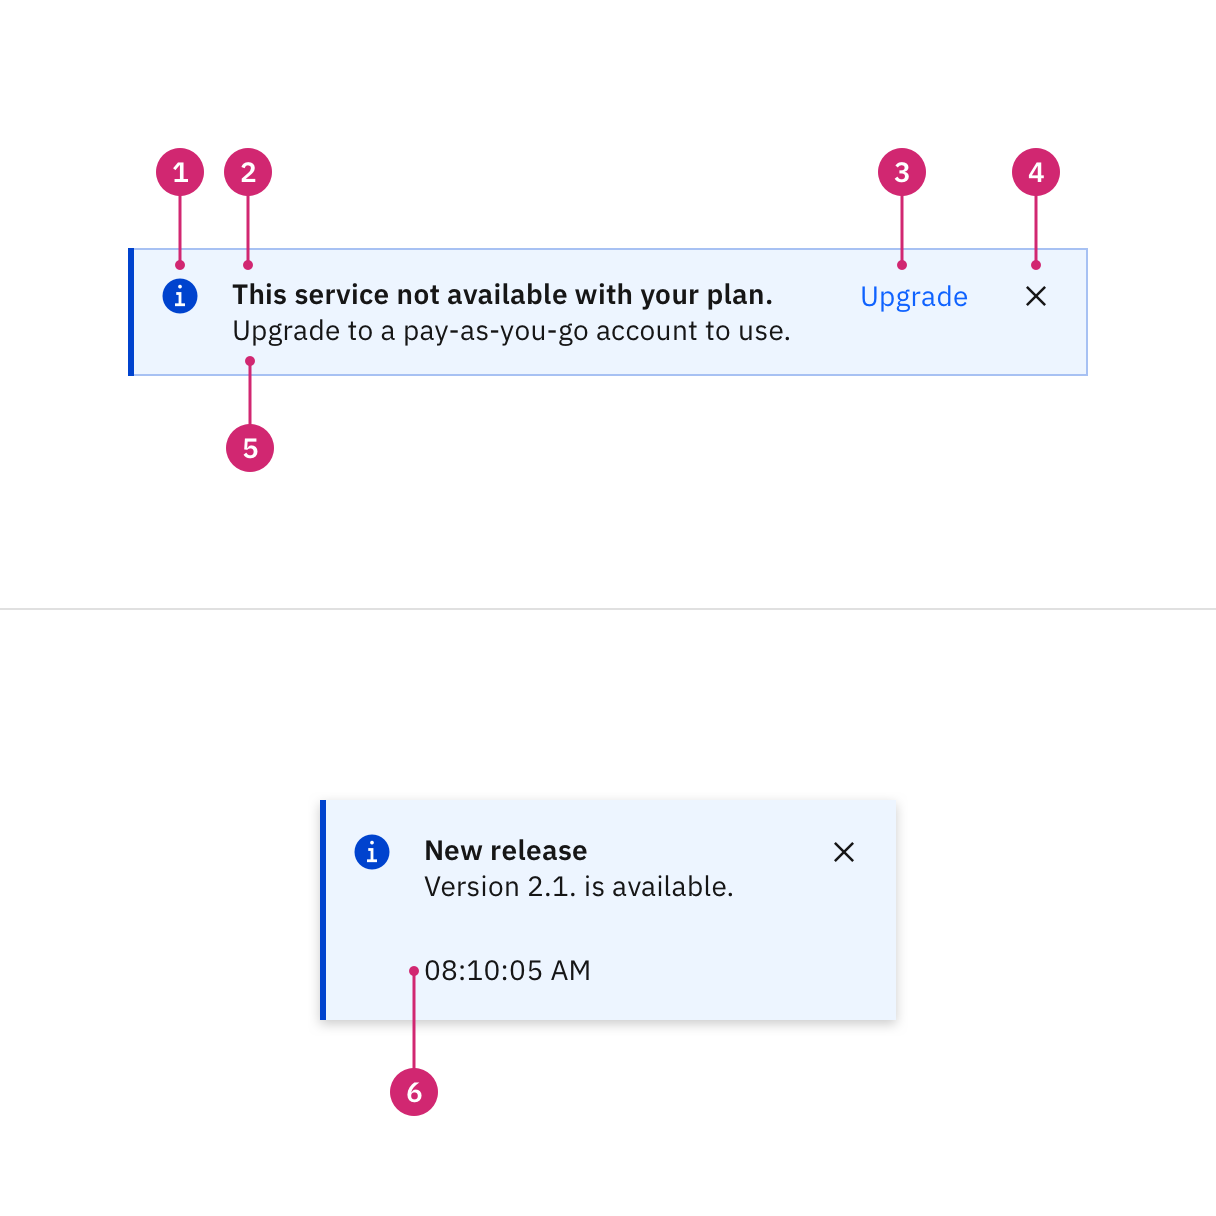 1 2 3 4
This service not available with your plan.
Upgrade to a pay-as-you-go account to use.
Upgrade
5
New release
Version 2.1. is available.
08:10:05 AM
6